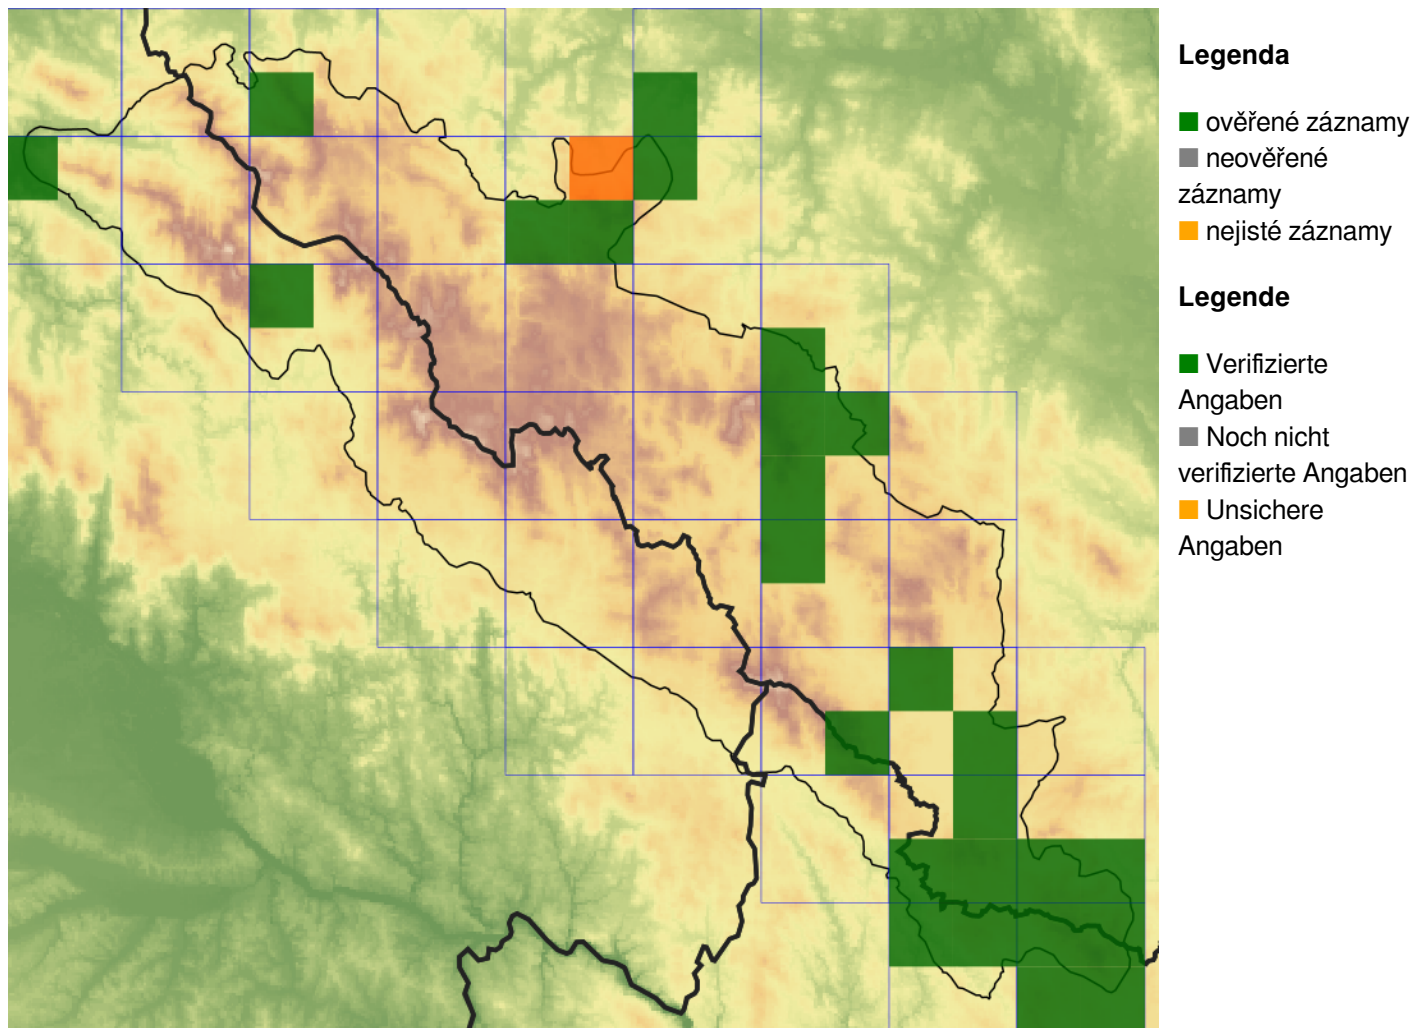 Legenda
ověřené záznamy
neověřené
záznamy
nejisté záznamy
Legende
Verifizierte
Angaben
Noch nicht
verifizierte Angaben
Unsichere
Angaben